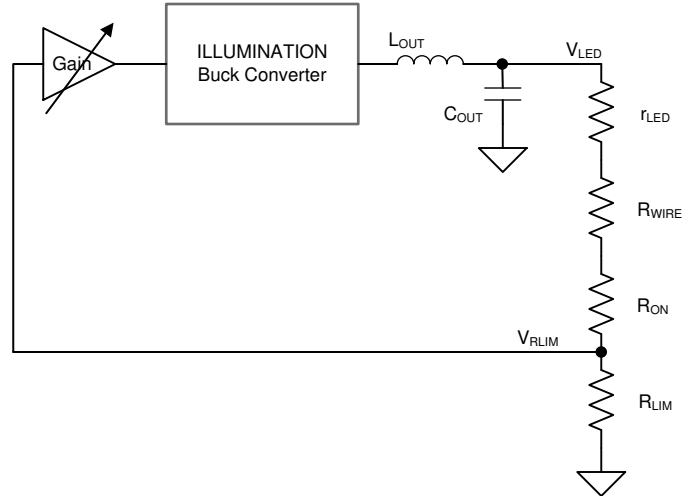 Gain
ILLUMINATION
Buck Converter
LOUT
COUT
VLED
rLED
RWIRE
RON
VRLIM
RLIM